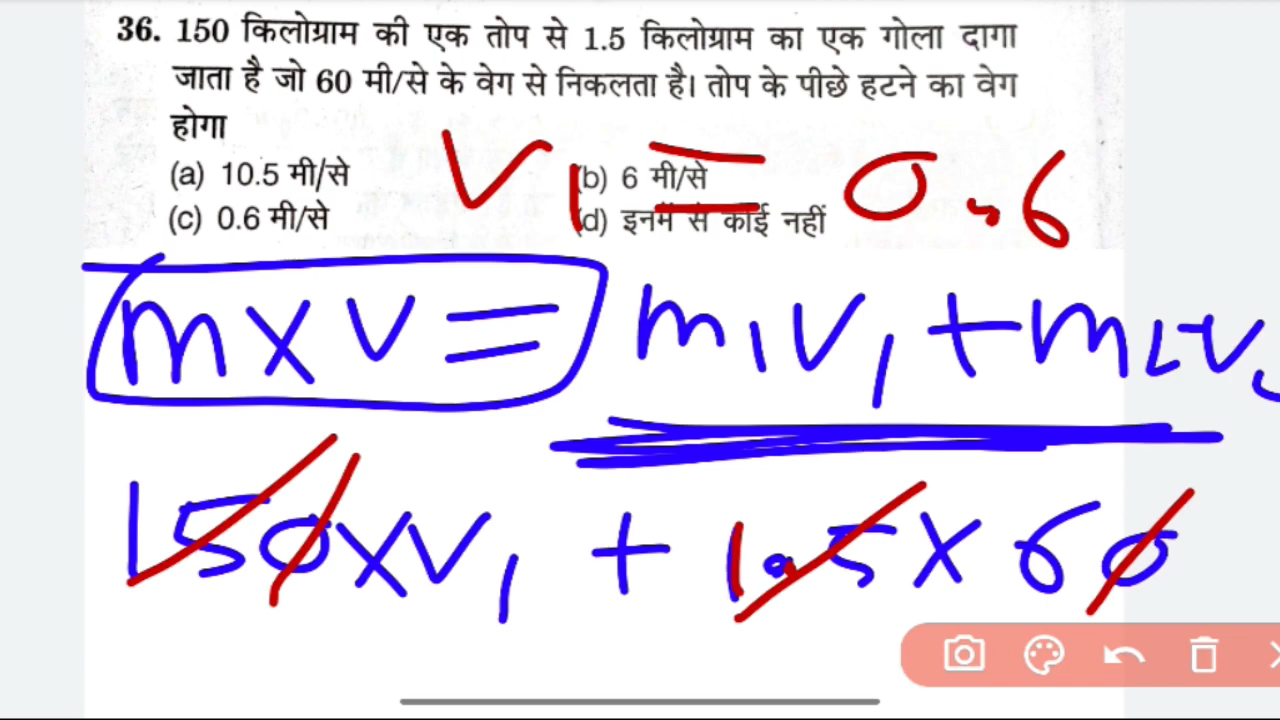 36. 150 किलोग्राम की एक तोप से 1.5 किलोग्राम का एक गोला दागा
जाता है जो 60 मी/से के वेग से निकलता है। तोप के पीछे हटने का वेग
होगा
(a) 10.5 मी/से (b) 6 मी/से
(c) 0.6 मी/से (d) इनमें से कोई नहीं
V1 = 0.6
m x v = m1v1 + m2v2
150 x v1 + 1.5 x 60